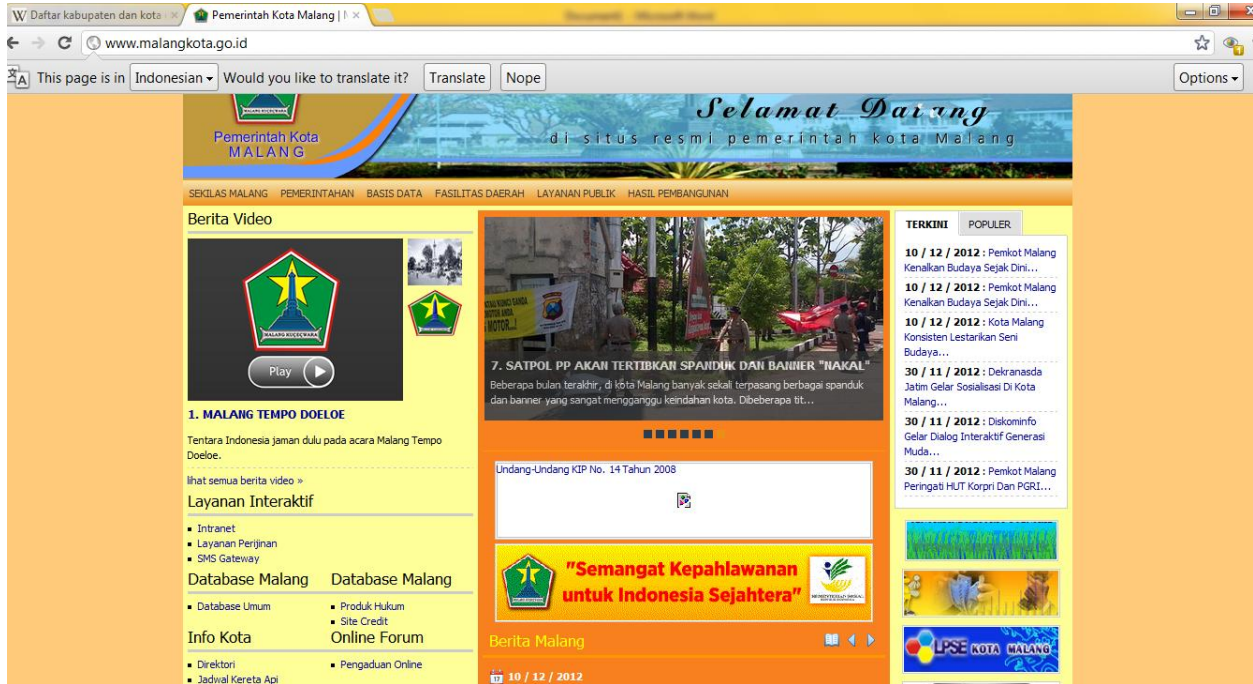 Daftar kabupaten dan kota
Pemerintah Kota Malang |
Document1 - Microsoft Word
www.malangkota.go.id
This page is in Indonesian Would you like to translate it? Translate Nope Options
Pemerintah Kota
MALANG
Selamat Datang
di situs resmi pemerintah kota Malang
SEKILAS MALANG PEMERINTAHAN BASIS DATA FASILITAS DAERAH LAYANAN PUBLIK HASIL PEMBANGUNAN
Berita Video
MALANG KUCECWARA
Play
1. MALANG TEMPO DOELOE
Tentara Indonesia jaman dulu pada acara Malang Tempo
Doeloe.
lihat semua berita video »
Layanan Interaktif
Intranet
Layanan Perijinan
SMS Gateway
Database Malang
Database Umum
Database Malang
Produk Hukum
Site Credit
Info Kota
Direktori
Jadwal Kereta Api
Online Forum
Pengaduan Online
MOTOR...!
7. SATPOL PP AKAN TERTIBKAN SPANDUK DAN BANNER "NAKAL"
Beberapa bulan terakhir, di kota Malang banyak sekali terpasang berbagai spanduk
dan banner yang sangat mengganggu keindahan kota. Dibeberapa tit...
Undang-Undang KIP No. 14 Tahun 2008
"Semangat Kepahlawanan
untuk Indonesia Sejahtera"
Berita Malang
10 / 12 / 2012
TERKINI POPULER
10 / 12 / 2012 : Pemkot Malang
Kenalkan Budaya Sejak Dini...
10 / 12 / 2012 : Pemkot Malang
Kenalkan Budaya Sejak Dini...
10 / 12 / 2012 : Kota Malang
Konsisten Lestarikan Seni
Budaya...
30 / 11 / 2012 : Dekranasda
Jatim Gelar Sosialisasi Di Kota
Malang...
30 / 11 / 2012 : Diskominfo
Gelar Dialog Interaktif Generasi
Muda...
30 / 11 / 2012 : Pemkot Malang
Peringati HUT Korpri Dan PGRI...
LPSE KOTA MALANG